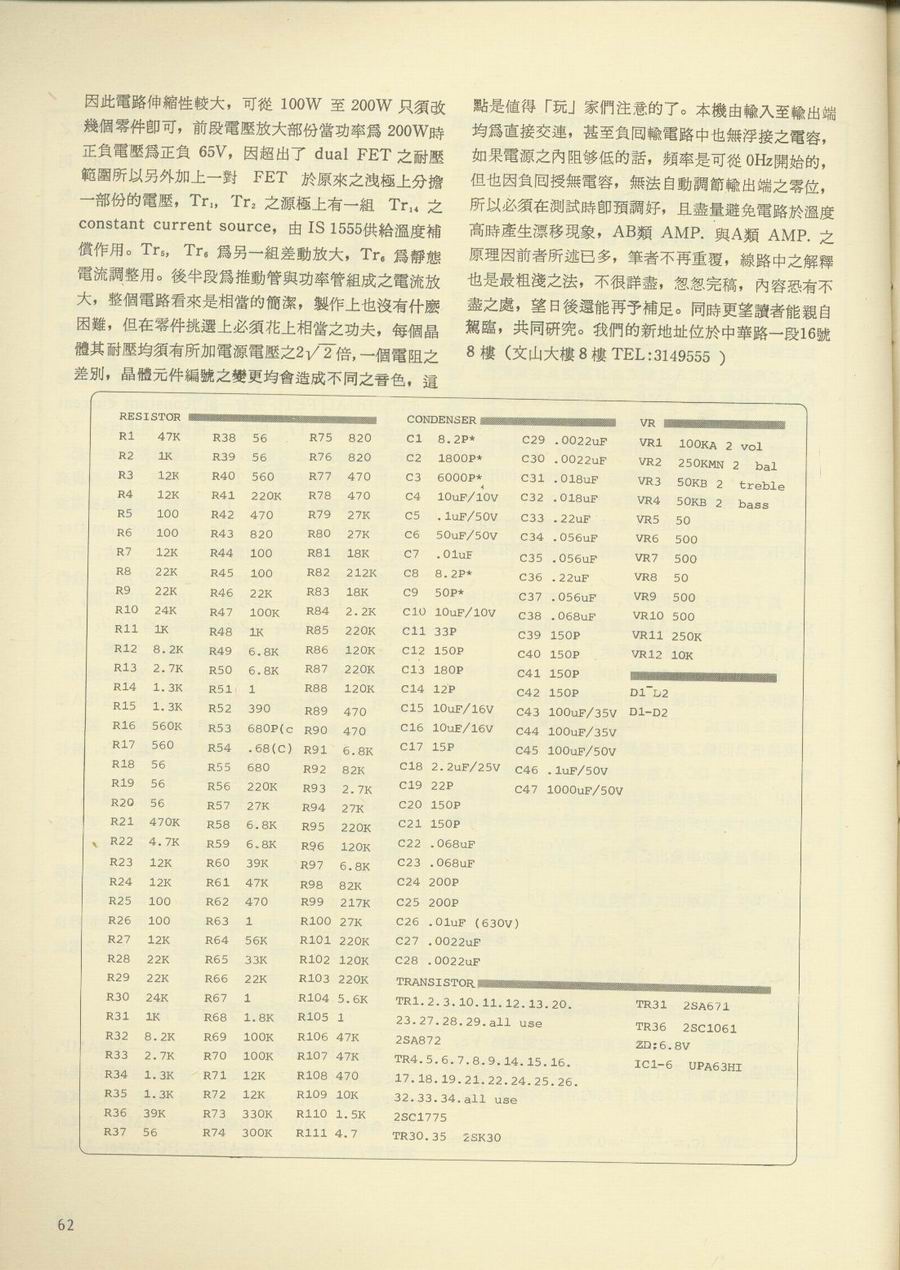 因此電路伸縮性較大，可從 100W 至 200W 只須改
幾個零件卽可，前段電壓放大部份當功率爲 200W時
正負電壓爲正負 65V，因超出了 dual FET 之耐壓
範圍所以另外加上一對 FET 於原來之洩極上分擔
一部份的電壓，Tr₁， Tr₂ 之源極上有一組 Tr₁₄ 之
constant current source，由 IS 1555供給溫度補
償作用。Tr₅， Tr₆ 爲另一組差動放大，Tr₆ 爲靜態
電流調整用。後半段爲推動管與功率管組成之電流放
大，整個電路看來是相當的簡潔，製作上也沒有什麽
困難，但在零件挑選上必須花上相當之功夫，每個晶
體其耐壓均須有所加電源電壓之2√2倍，一個電阻之
差別，晶體元件編號之變更均會造成不同之音色，這
點是值得「玩」家們注意的了。本機由輸入至輸出端
均爲直接交連，甚至負回輸電路中也無浮接之電容，
如果電源之內阻够低的話，頻率是可從 0Hz開始的，
但也因負回授無電容，無法自動調節輸出端之零位，
所以必須在測試時卽預調好，且盡量避免電路於溫度
高時產生漂移現象，AB類 AMP. 與A類 AMP. 之
原理因前者所述已多，筆者不再重覆，線路中之解釋
也是最粗淺之法，不很詳盡，怱怱完稿，內容恐有不
盡之處，望日後還能再予補足。同時更望讀者能親自
駕臨，共同硏究。我們的新地址位於中華路一段16號
8 樓（文山大樓 8 樓 TEL:3149555 ）
RESISTOR
R1 47K
R2 1K
R3 12K
R4 12K
R5 100
R6 100
R7 12K
R8 22K
R9 22K
R10 24K
R11 1K
R12 8.2K
R13 2.7K
R14 1.3K
R15 1.3K
R16 560K
R17 560
R18 56
R19 56
R20 56
R21 470K
R22 4.7K
R23 12K
R24 12K
R25 100
R26 100
R27 12K
R28 22K
R29 22K
R30 24K
R31 1K
R32 8.2K
R33 2.7K
R34 1.3K
R35 1.3K
R36 39K
R37 56
R38 56
R39 56
R40 560
R41 220K
R42 470
R43 820
R44 100
R45 100
R46 22K
R47 100K
R48 1K
R49 6.8K
R50 6.8K
R51 1
R52 390
R53 680P(c
R54 .68(C)
R55 680
R56 220K
R57 27K
R58 6.8K
R59 6.8K
R60 39K
R61 47K
R62 470
R63 1
R64 56K
R65 33K
R66 22K
R67 1
R68 1.8K
R69 100K
R70 100K
R71 12K
R72 12K
R73 330K
R74 300K
R75 820
R76 820
R77 470
R78 470
R79 27K
R80 27K
R81 18K
R82 212K
R83 18K
R84 2.2K
R85 220K
R86 120K
R87 220K
R88 120K
R89 470
R90 470
R91 6.8K
R92 82K
R93 2.7K
R94 27K
R95 220K
R96 120K
R97 6.8K
R98 82K
R99 217K
R100 27K
R101 220K
R102 120K
R103 220K
R104 5.6K
R105 1
R106 47K
R107 47K
R108 470
R109 10K
R110 1.5K
R111 4.7
CONDENSER
C1 8.2P*
C2 1800P*
C3 6000P*
C4 10uF/10V
C5 .1uF/50V
C6 50uF/50V
C7 .01uF
C8 8.2P*
C9 50P*
C10 10uF/10V
C11 33P
C12 150P
C13 180P
C14 12P
C15 10uF/16V
C16 10uF/16V
C17 15P
C18 2.2uF/25V
C19 22P
C20 150P
C21 150P
C22 .068uF
C23 .068uF
C24 200P
C25 200P
C26 .01uF (630V)
C27 .0022uF
C28 .0022uF
C29 .0022uF
C30 .0022uF
C31 .018uF
C32 .018uF
C33 .22uF
C34 .056uF
C35 .056uF
C36 .22uF
C37 .056uF
C38 .068uF
C39 150P
C40 150P
C41 150P
C42 150P
C43 100uF/35V
C44 100uF/35V
C45 100uF/50V
C46 .1uF/50V
C47 1000uF/50V
VR
VR1 100KA 2 vol
VR2 250KMN 2 bal
VR3 50KB 2 treble
VR4 50KB 2 bass
VR5 50
VR6 500
VR7 500
VR8 50
VR9 500
VR10 500
VR11 250K
VR12 10K
D1-D2
D1-D2
TRANSISTOR
TR1.2.3.10.11.12.13.20.
23.27.28.29.all use
2SA872
TR4.5.6.7.8.9.14.15.16.
17.18.19.21.22.24.25.26.
32.33.34.all use
2SC1775
TR30.35 2SK30
TR31 2SA671
TR36 2SC1061
ZD:6.8V
IC1-6 UPA63HI
62